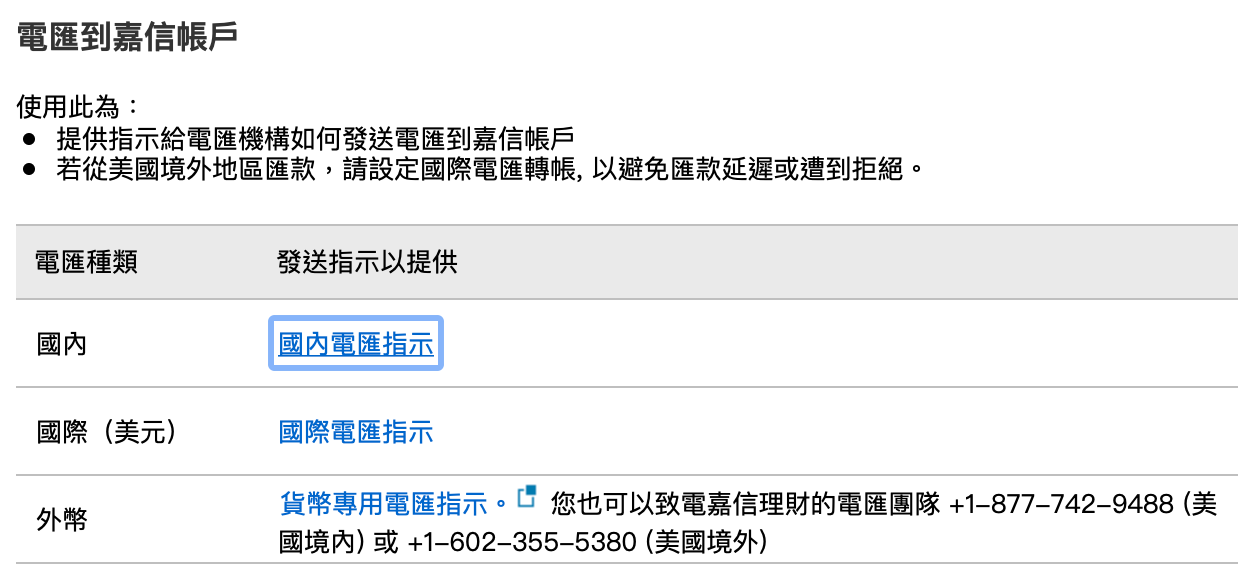 電匯到嘉信帳戶
使用此為：
● 提供指示給電匯機構如何發送電匯到嘉信帳戶
● 若從美國境外地區匯款，請設定國際電匯轉帳, 以避免匯款延遲或遭到拒絕。
電匯種類 發送指示以提供
國內 國內電匯指示
國際（美元） 國際電匯指示
外幣 貨幣專用電匯指示。 您也可以致電嘉信理財的電匯團隊 +1–877–742–9488 (美
國境內) 或 +1–602–355–5380 (美國境外)